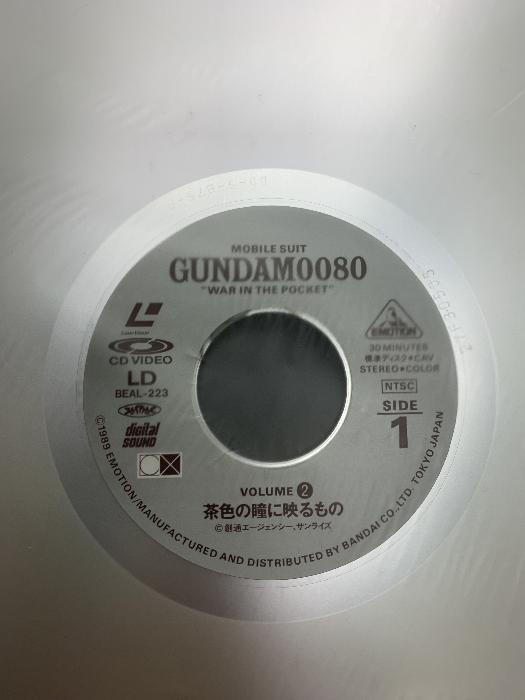 MOBILE SUIT
GUNDAM0080
"WAR IN THE POCKET"
LaserVision
CD VIDEO
LD
BEAL-223
digital
SOUND
EMOTION
30 MINUTES
標準ディスク●CAV
STEREO●COLOR
NTSC
SIDE
1
VOLUME 2
茶色の瞳に映るもの
© 創通エージェンシー、サンライズ
©1989 EMOTION/MANUFACTURED AND DISTRIBUTED BY BANDAI CO., LTD. TOKYO JAPAN